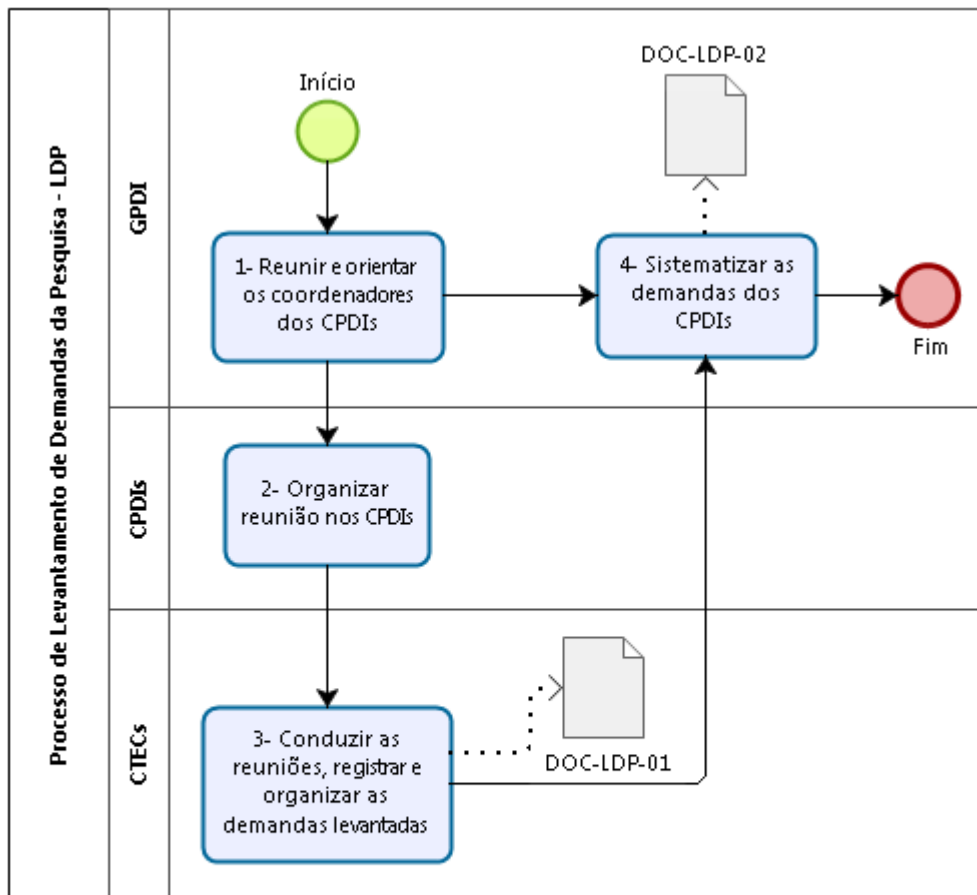 Processo de Levantamento de Demandas da Pesquisa - LDP
GPDI
Início
DOC-LDP-02
1- Reunir e orientar
os coordenadores
dos CPDIs
4- Sistematizar as
demandas dos
CPDIs
Fim
CPDIs
2- Organizar
reunião nos CPDIs
CTECs
3- Conduzir as
reuniões, registrar e
organizar as
demandas levantadas
DOC-LDP-01